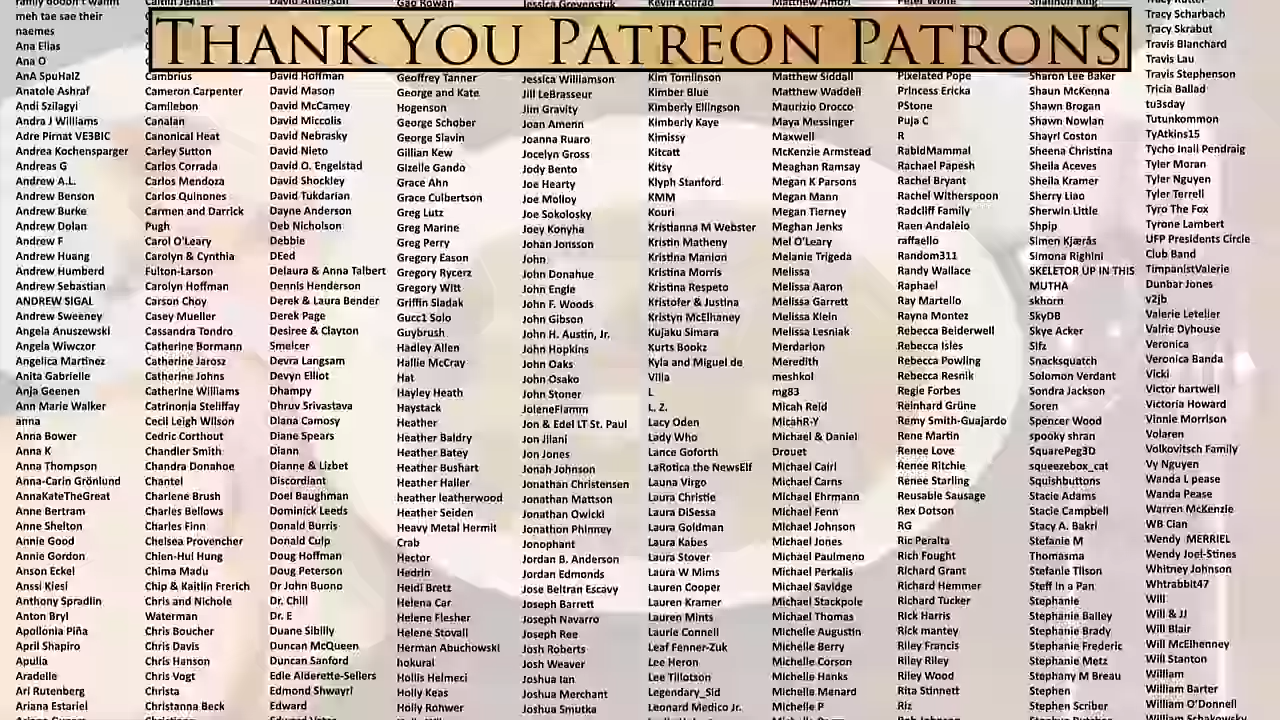 THANK YOU PATREON PATRONS
meh tae sae their
naemes
Ana Elias
Ana O
AnA SpuHalZ
Anatole Ashraf
Andi Szilagyi
Andra J Williams
Adre Pirnat VE3BIC
Andrea Kochensparger
Andreas G
Andrew A.L.
Andrew Benson
Andrew Burke
Andrew Dolan
Andrew F
Andrew Huang
Andrew Humberd
Andrew Sebastian
ANDREW SIGAL
Andrew Sweeney
Angela Anuszewski
Angela Wiwczor
Angelica Martinez
Anita Gabrielle
Anja Geenen
Ann Marie Walker
anna
Anna Bower
Anna K
Anna Thompson
Anna-Carin Grönlund
AnnaKateTheGreat
Anne Bertram
Anne Shelton
Annie Good
Annie Gordon
Anson Eckel
Anssi Kiesi
Anthony Spradlin
Anton Bryl
Apollonia Piña
April Shapiro
Apulia
Aradelle
Ari Rutenberg
Ariana Estariel
Caitlin Jensen
Cambrius
Cameron Carpenter
Camilebon
Canalan
Canonical Heat
Carley Sutton
Carlos Corrada
Carlos Mendoza
Carlos Quinones
Carmen and Darrick
Pugh
Carol O'Leary
Carolyn & Cynthia
Fulton-Larson
Carolyn Hoffman
Carson Choy
Casey Mueller
Cassandra Tondro
Catherine Bormann
Catherine Jarosz
Catherine Johns
Catherine Williams
Catrinonia Steliffay
Cecil Leigh Wilson
Cedric Corthout
Chandler Smith
Chandra Donahoe
Chantel
Charlene Brush
Charles Bellows
Charles Finn
Chelsea Provencher
Chien-Hui Hung
Chima Madu
Chip & Kaitlin Frerich
Chris and Nichole
Waterman
Chris Boucher
Chris Davis
Chris Hanson
Chris Vogt
Christa
Christanna Beck
David Anderson
David Hoffman
David Mason
David McCamey
David Miccolis
David Nebrasky
David Nieto
David O. Engelstad
David Shockley
David Tukdarian
Dayne Anderson
Deb Nicholson
Debbie
DEed
Delaura & Anna Talbert
Dennis Henderson
Derek & Laura Bender
Derek Page
Desiree & Clayton
Smelcer
Devra Langsam
Devyn Elliot
Dhampy
Dhruv Srivastava
Diana Camosy
Diane Spears
Diann
Dianne & Lizbet
Discordiant
Doel Baughman
Dominick Leeds
Donald Burris
Donald Culp
Doug Hoffman
Doug Peterson
Dr John Buono
Dr. Chill
Dr. E
Duane Sibilly
Duncan McQueen
Duncan Sanford
Edie Alderette-Sellers
Edmond Shwayri
Edward
Gao Rowan
Geoffrey Tanner
George and Kate
Hogenson
George Schober
George Slavin
Gillian Kew
Gizelle Gando
Grace Ahn
Grace Culbertson
Greg Lutz
Greg Marine
Greg Perry
Gregory Eason
Gregory Rycerz
Gregory Witt
Griffin Siadak
Gucc1 Solo
Guybrush
Hadley Allen
Hallie McCray
Hat
Hayley Heath
Haystack
Heather
Heather Baldry
Heather Batey
Heather Bushart
Heather Haller
heather leatherwood
Heather Seiden
Heavy Metal Hermit
Crab
Hector
Hedrin
Heidi Bretz
Helena Car
Helene Flesher
Helene Stovall
Herman Abuchowski
hokural
Hollis Helmeci
Holly Keas
Holly Rohwer
Jessica Grevenstuk
Jessica Williamson
Jill LeBrasseur
Jim Gravity
Joan Amenn
Joanna Ruaro
Jocelyn Gross
Jody Bento
Joe Hearty
Joe Molloy
Joe Sokolosky
Joey Konyha
Johan Jonsson
John
John Donahue
John Engle
John F. Woods
John Gibson
John H. Austin, Jr.
John Hopkins
John Oaks
John Osako
John Stoner
JoleneFlamm
Jon & Edel LT St. Paul
Jon Jilani
Jon Jones
Jonah Johnson
Jonathan Christensen
Jonathan Mattson
Jonathan Owicki
Jonathon Phinney
Jonophant
Jordan B. Anderson
Jordan Edmonds
Jose Beltran Escavy
Joseph Barrett
Joseph Navarro
Joseph Ree
Josh Roberts
Josh Weaver
Joshua Ian
Joshua Merchant
Joshua Smutka
Kevin Konrad
Kim Tomlinson
Kimber Blue
Kimberly Ellingson
Kimberly Kaye
Kimissy
Kitcatt
Kitsy
Klyph Stanford
KMM
Kouri
Kristianna M Webster
Kristin Matheny
Kristina Manion
Kristina Morris
Kristina Respeto
Kristofer & Justina
Kristyn McElhaney
Kujaku Simara
Kurts Bookz
Kyla and Miguel de
Villa
L
L. Z.
Lacy Oden
Lady Who
Lance Goforth
LaRotica the NewsElf
Launa Virgo
Laura Christie
Laura DiSessa
Laura Goldman
Laura Kabes
Laura Stover
Laura W Mims
Lauren Cooper
Lauren Kramer
Lauren Mints
Laurie Connell
Leaf Fenner-Zuk
Lee Heron
Lee Tillotson
Legendary_Sid
Leonard Medico Jr.
Matthew Amori
Matthew Siddall
Matthew Waddell
Maurizio Drocco
Maya Messinger
Maxwell
McKenzie Armstead
Meaghan Ramsay
Megan K Parsons
Megan Mann
Megan Tierney
Meghan Jenks
Mel O'Leary
Melanie Trigeda
Melissa
Melissa Aaron
Melissa Garrett
Melissa Klein
Melissa Lesniak
Merdarion
Meredith
meshkol
mg83
Micah Reid
MicahR-Y
Michael & Daniel
Drouet
Michael Cairl
Michael Carns
Michael Ehrmann
Michael Fenn
Michael Johnson
Michael Jones
Michael Paulmeno
Michael Perkalis
Michael Savidge
Michael Stackpole
Michael Thomas
Michelle Augustin
Michelle Berry
Michelle Corson
Michelle Hanks
Michelle Menard
Michelle P
Peter Wolfe
Pixelated Pope
Princess Ericka
PStone
Puja C
R
RabidMammal
Rachael Papesh
Rachel Bryant
Rachel Witherspoon
Radcliff Family
Raen Andaleio
raffaello
Random311
Randy Wallace
Raphael
Ray Martello
Rayna Montez
Rebecca Beiderwell
Rebecca Isles
Rebecca Powling
Rebecca Resnik
Regie Forbes
Reinhard Grüne
Remy Smith-Guajardo
Rene Martin
Renee Love
Renee Ritchie
Renee Starling
Reusable Sausage
Rex Dotson
RG
Ric Peralta
Rich Fought
Richard Grant
Richard Hemmer
Richard Tucker
Rick Harris
Rick mantey
Riley Francis
Riley Riley
Riley Wood
Rita Stinnett
Riz
Shannon King
Sharon Lee Baker
Shaun McKenna
Shawn Brogan
Shawn Nowlan
Shayrl Coston
Sheena Christina
Sheila Aceves
Sheila Kramer
Sherry Liao
Sherwin Little
Shpip
Simen Kjærås
Simona Righini
SKELETOR UP IN THIS
MUTHA
skhorn
SkyDB
Skye Acker
Slfz
Snacksquatch
Solomon Verdant
Sondra Jackson
Soren
Spencer Wood
spooky shran
SquarePeg3D
squeezebox_cat
Squishbuttons
Stacie Adams
Stacie Campbell
Stacy A. Bakri
Stefanie M
Thomasma
Stefanie Tilson
Steff in a Pan
Stephanie
Stephanie Bailey
Stephanie Brady
Stephanie Frederic
Stephanie Metz
Stephany M Breau
Stephen
Stephen Scriber
Tracy Scharbach
Tracy Skrabut
Travis Blanchard
Travis Lau
Travis Stephenson
Tricia Ballad
tu3sday
Tutunkommon
TyAtkins15
Tycho Inali Pendraig
Tyler Moran
Tyler Nguyen
Tyler Terrell
Tyro The Fox
Tyrone Lambert
UFP Presidents Circle
Club Band
TimpanistValerie
Dunbar Jones
v2jb
Valerie Letelier
Valrie Dyhouse
Veronica
Veronica Banda
Vicki
Victor hartwell
Victoria Howard
Vinnie Morrison
Volaren
Volkovitsch Family
Vy Nguyen
Wanda L pease
Wanda Pease
Warren McKenzie
WB Cian
Wendy MERRIEL
Wendy Joel-Stines
Whitney Johnson
Whtrabbit47
Will
Will & JJ
Will Blair
Will McElhenney
Will Stanton
William
William Barter
William O'Donnell